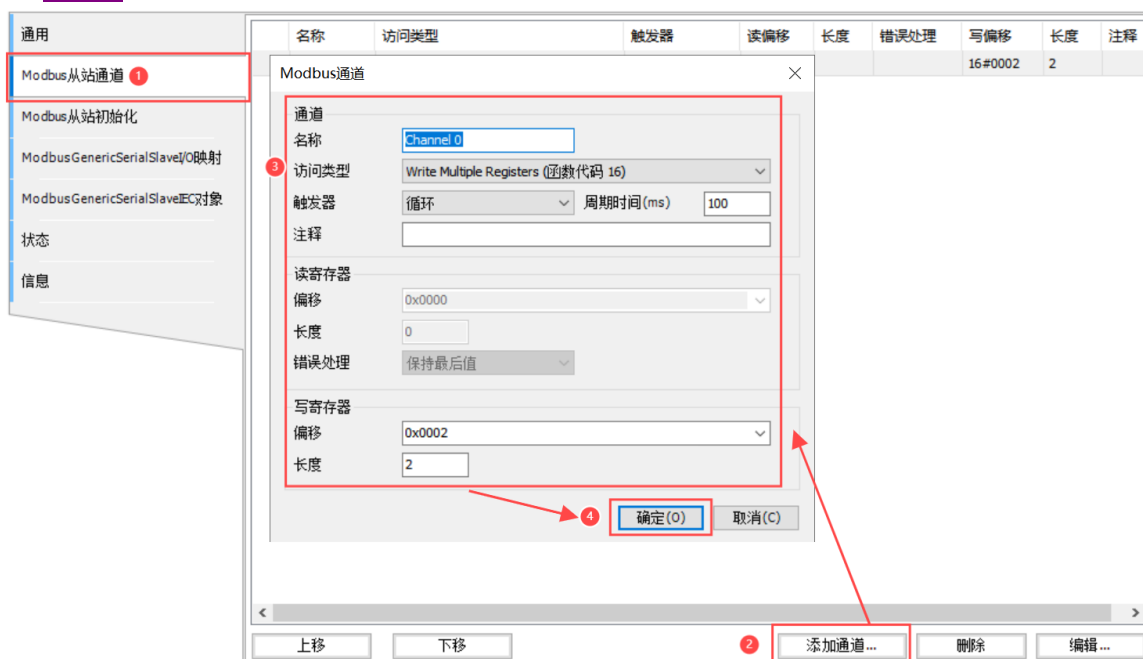 通用
Modbus从站通道 1
Modbus从站初始化
ModbusGenericSerialSlaveI/O映射
ModbusGenericSerialSlaveIEC对象
状态
信息
名称 访问类型 触发器 读偏移 长度 错误处理 写偏移 长度 注释
16#0002 2
Modbus通道
通道
名称 Channel 0
3 访问类型 Write Multiple Registers (函数代码 16)
触发器 循环 周期时间(ms) 100
注释
读寄存器
偏移 0x0000
长度 0
错误处理 保持最后值
写寄存器
偏移 0x0002
长度 2
4 确定(O) 取消(C)
上移 下移 2 添加通道... 删除 编辑...